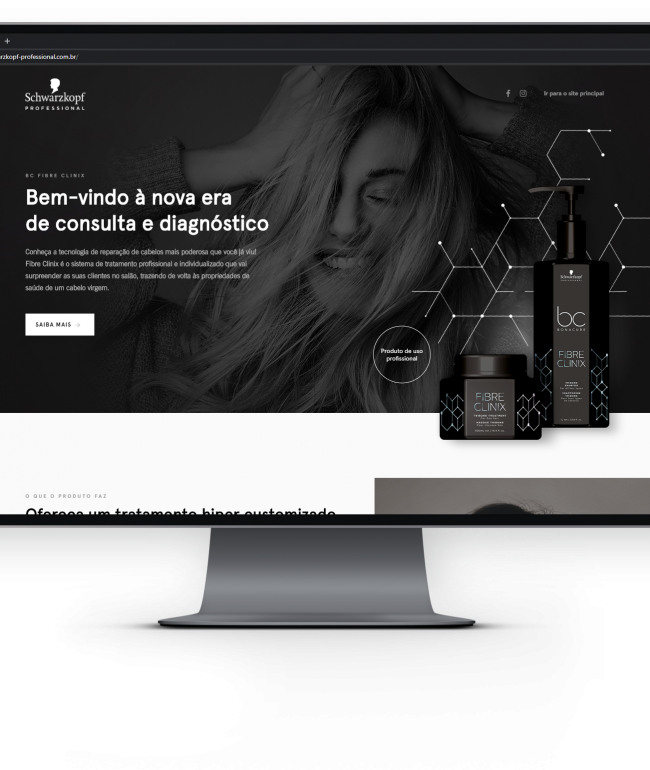 +
rzkopf-professional.com.br/
Schwarzkopf
PROFESSIONAL
Ir para o site principal
BC FIBRE CLINIX
Bem-vindo à nova era
de consulta e diagnóstico
Conheça a tecnologia de reparação de cabelos mais poderosa que você já viu!
Fibre Clinix é o sistema de tratamento profissional e individualizado que vai
surpreender as suas clientes no salão, trazendo de volta às propriedades de
saúde de um cabelo virgem.
SAIBA MAIS
Produto de uso
profissional
Schwarzkopf
PROFESSIONAL
bc
BONACURE
FIBRE
CLINIX
FIBRE
CLINIX
TRIBOND TREATMENT
O QUE O PRODUTO FAZ
Ofereça um tratamento hiper customizado